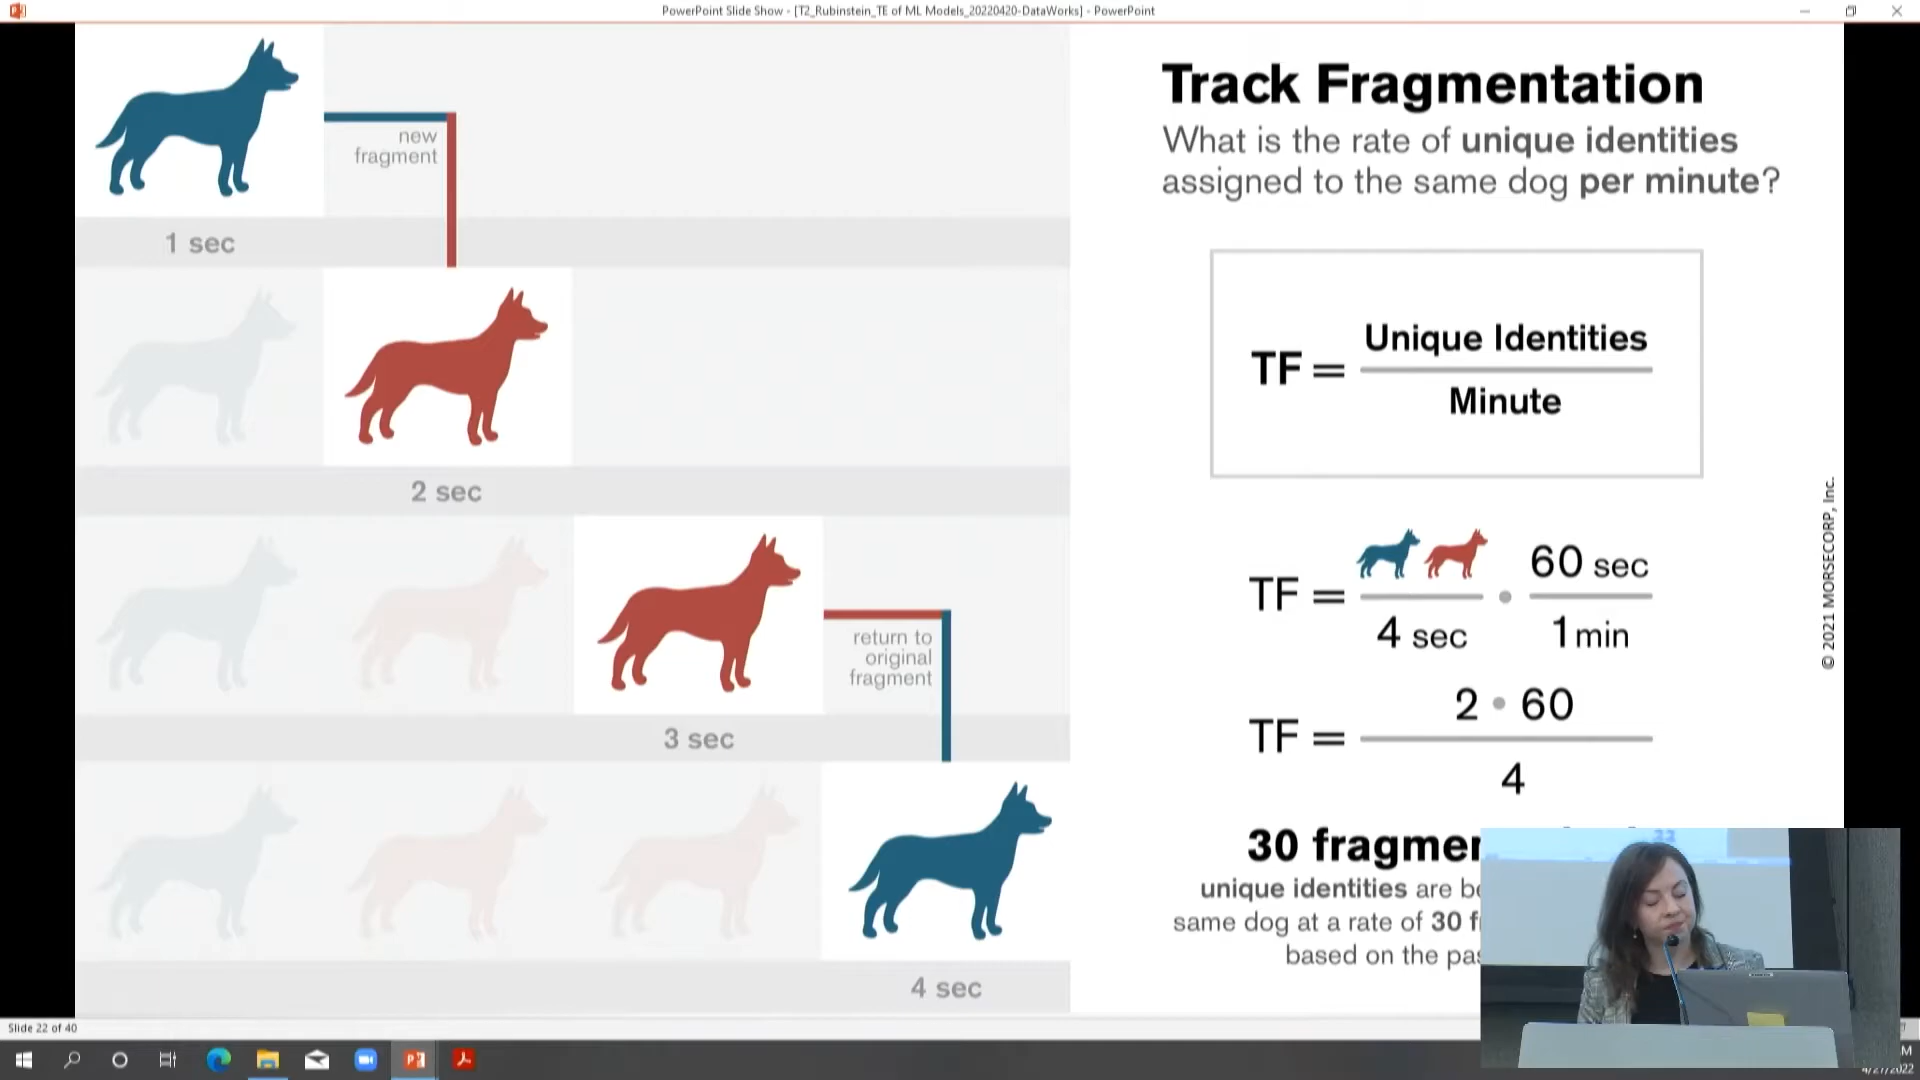 PowerPoint Slide Show - [T2_Rubinstein_TE of ML Models_20220420-DataWorks] - PowerPoint
new
fragment
1 sec
2 sec
return to
original
fragment
3 sec
4 sec
Track Fragmentation
What is the rate of unique identities
assigned to the same dog per minute?
TF = Unique Identities
Minute
TF = 60 sec
4 sec • 1 min
TF = 2 • 60
4
30
unique identities are
same dog at a rate of 30
based on the
© 2021 MORSECORP, Inc.
22
Slide 22 of 40